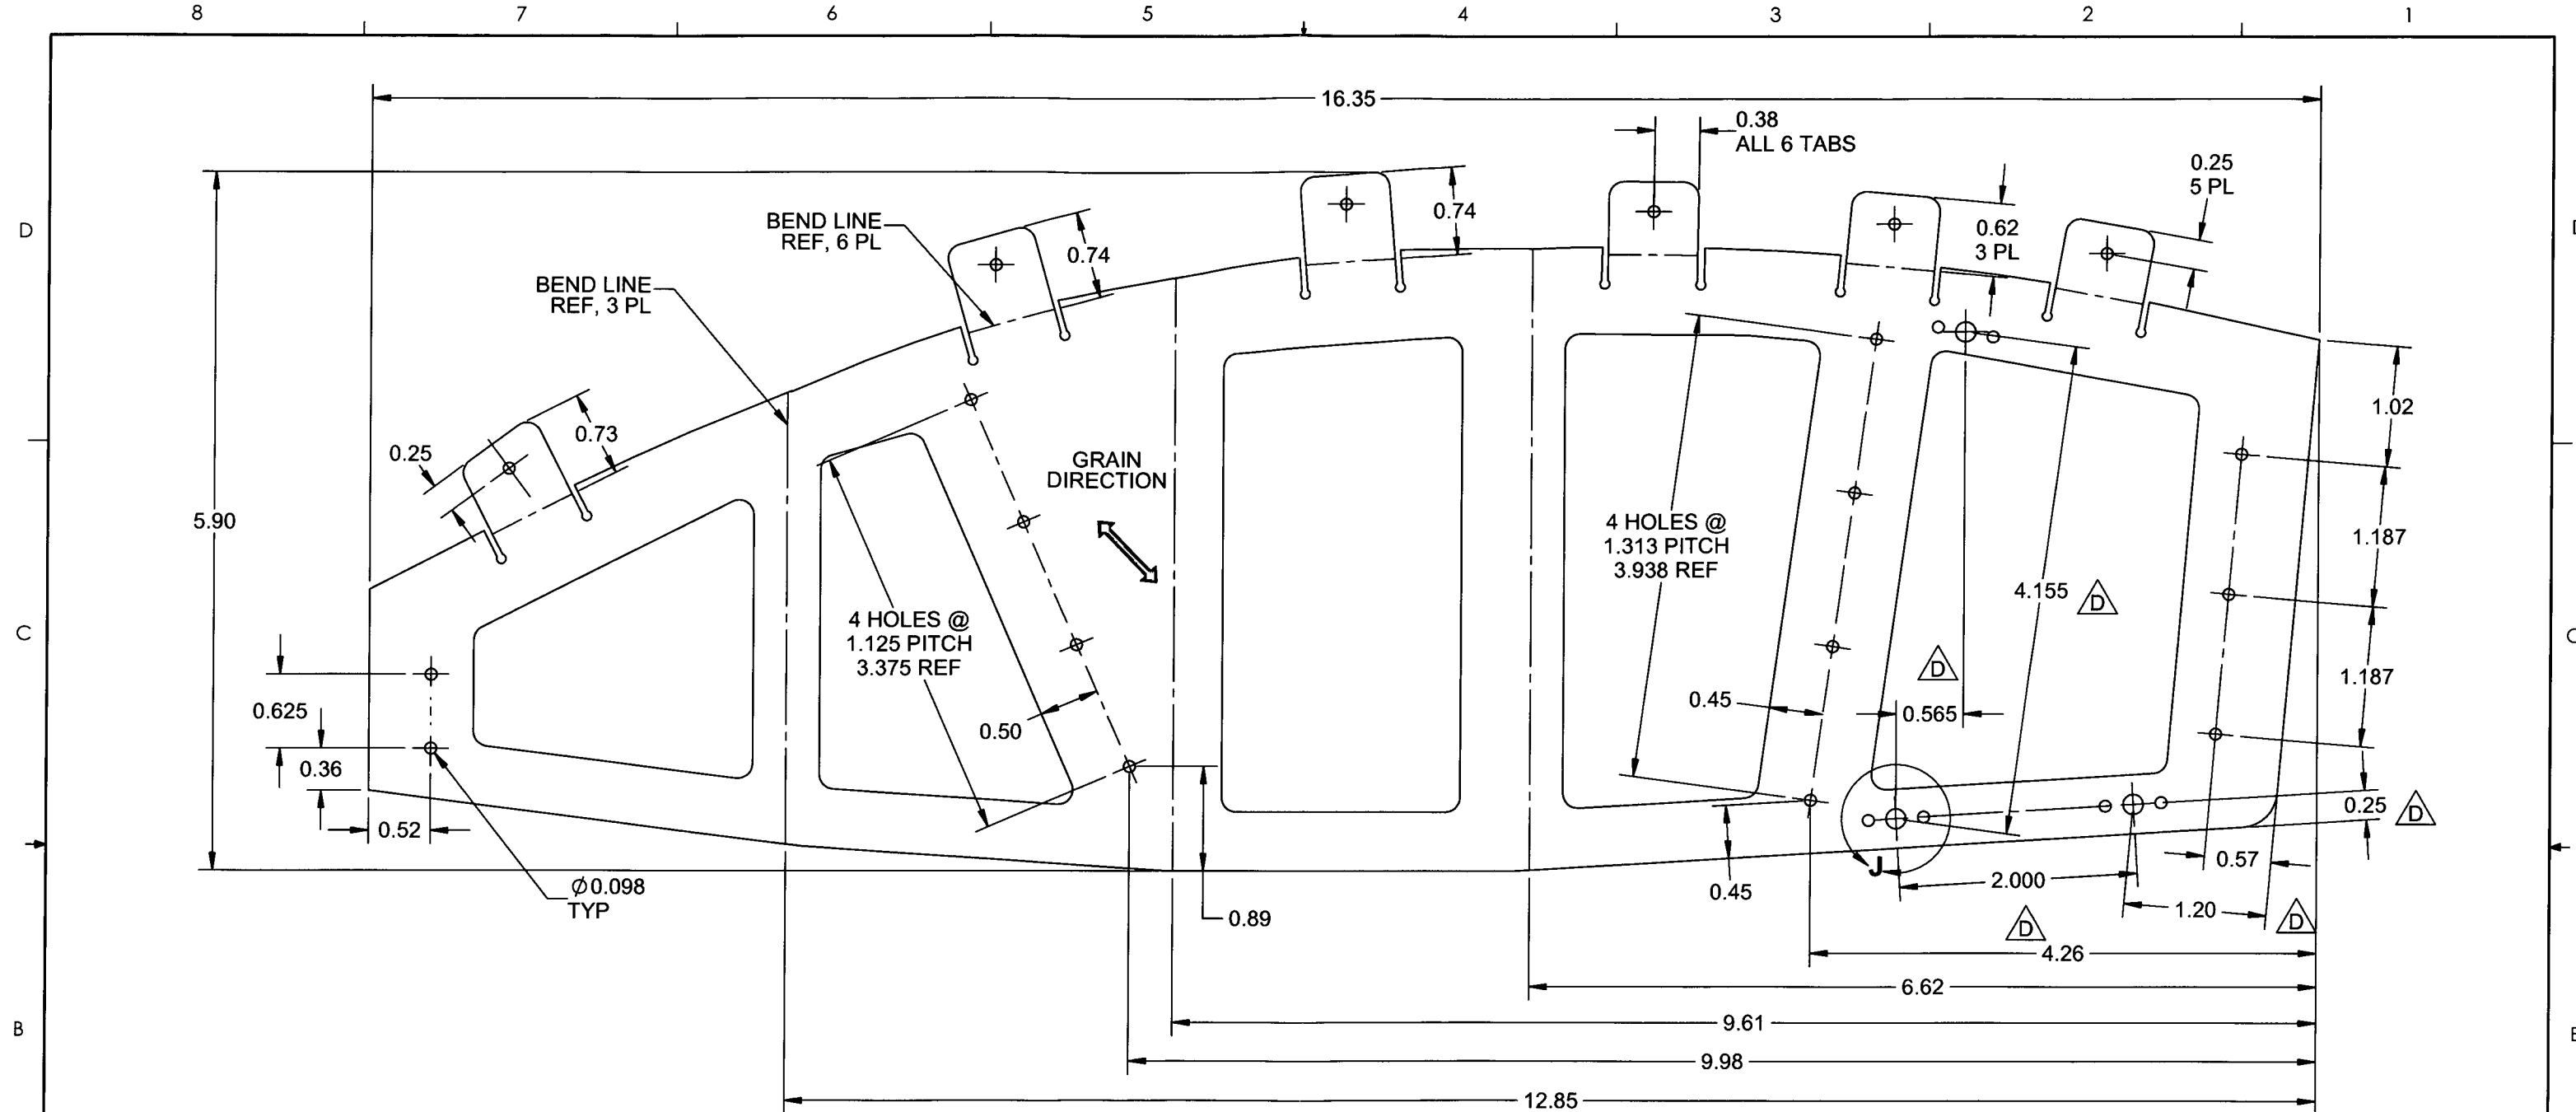 8 7 6 5 4 3 2 1
16.35
0.38
ALL 6 TABS
0.25
5 PL
D
BEND LINE
REF, 6 PL
0.74
0.74
0.62
3 PL
BEND LINE
REF, 3 PL
0.73
0.25
1.02
GRAIN
DIRECTION
5.90
4 HOLES @
1.313 PITCH
3.938 REF
1.187
4.155
D
C
4 HOLES @
1.125 PITCH
3.375 REF
D
1.187
0.625
0.50
0.45
0.565
0.36
0.52
0.25
D
J
0.57
Ø0.098
TYP
0.45
2.000
0.89
1.20
D
D
4.26
6.62
B
9.61
9.98
12.85